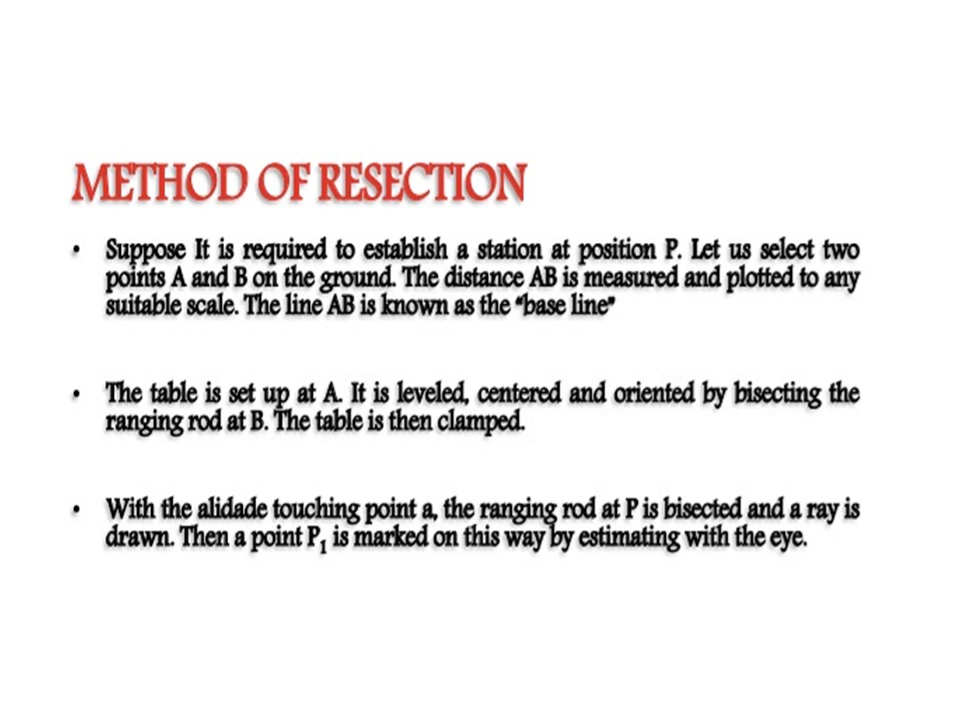 METHOD OF RESECTION
• Suppose It is required to establish a station at position P. Let us select two
points A and B on the ground. The distance AB is measured and plotted to any
suitable scale. The line AB is known as the "base line"
• The table is set up at A. It is leveled, centered and oriented by bisecting the
ranging rod at B. The table is then clamped.
• With the alidade touching point a, the ranging rod at P is bisected and a ray is
drawn. Then a point P₁ is marked on this way by estimating with the eye.